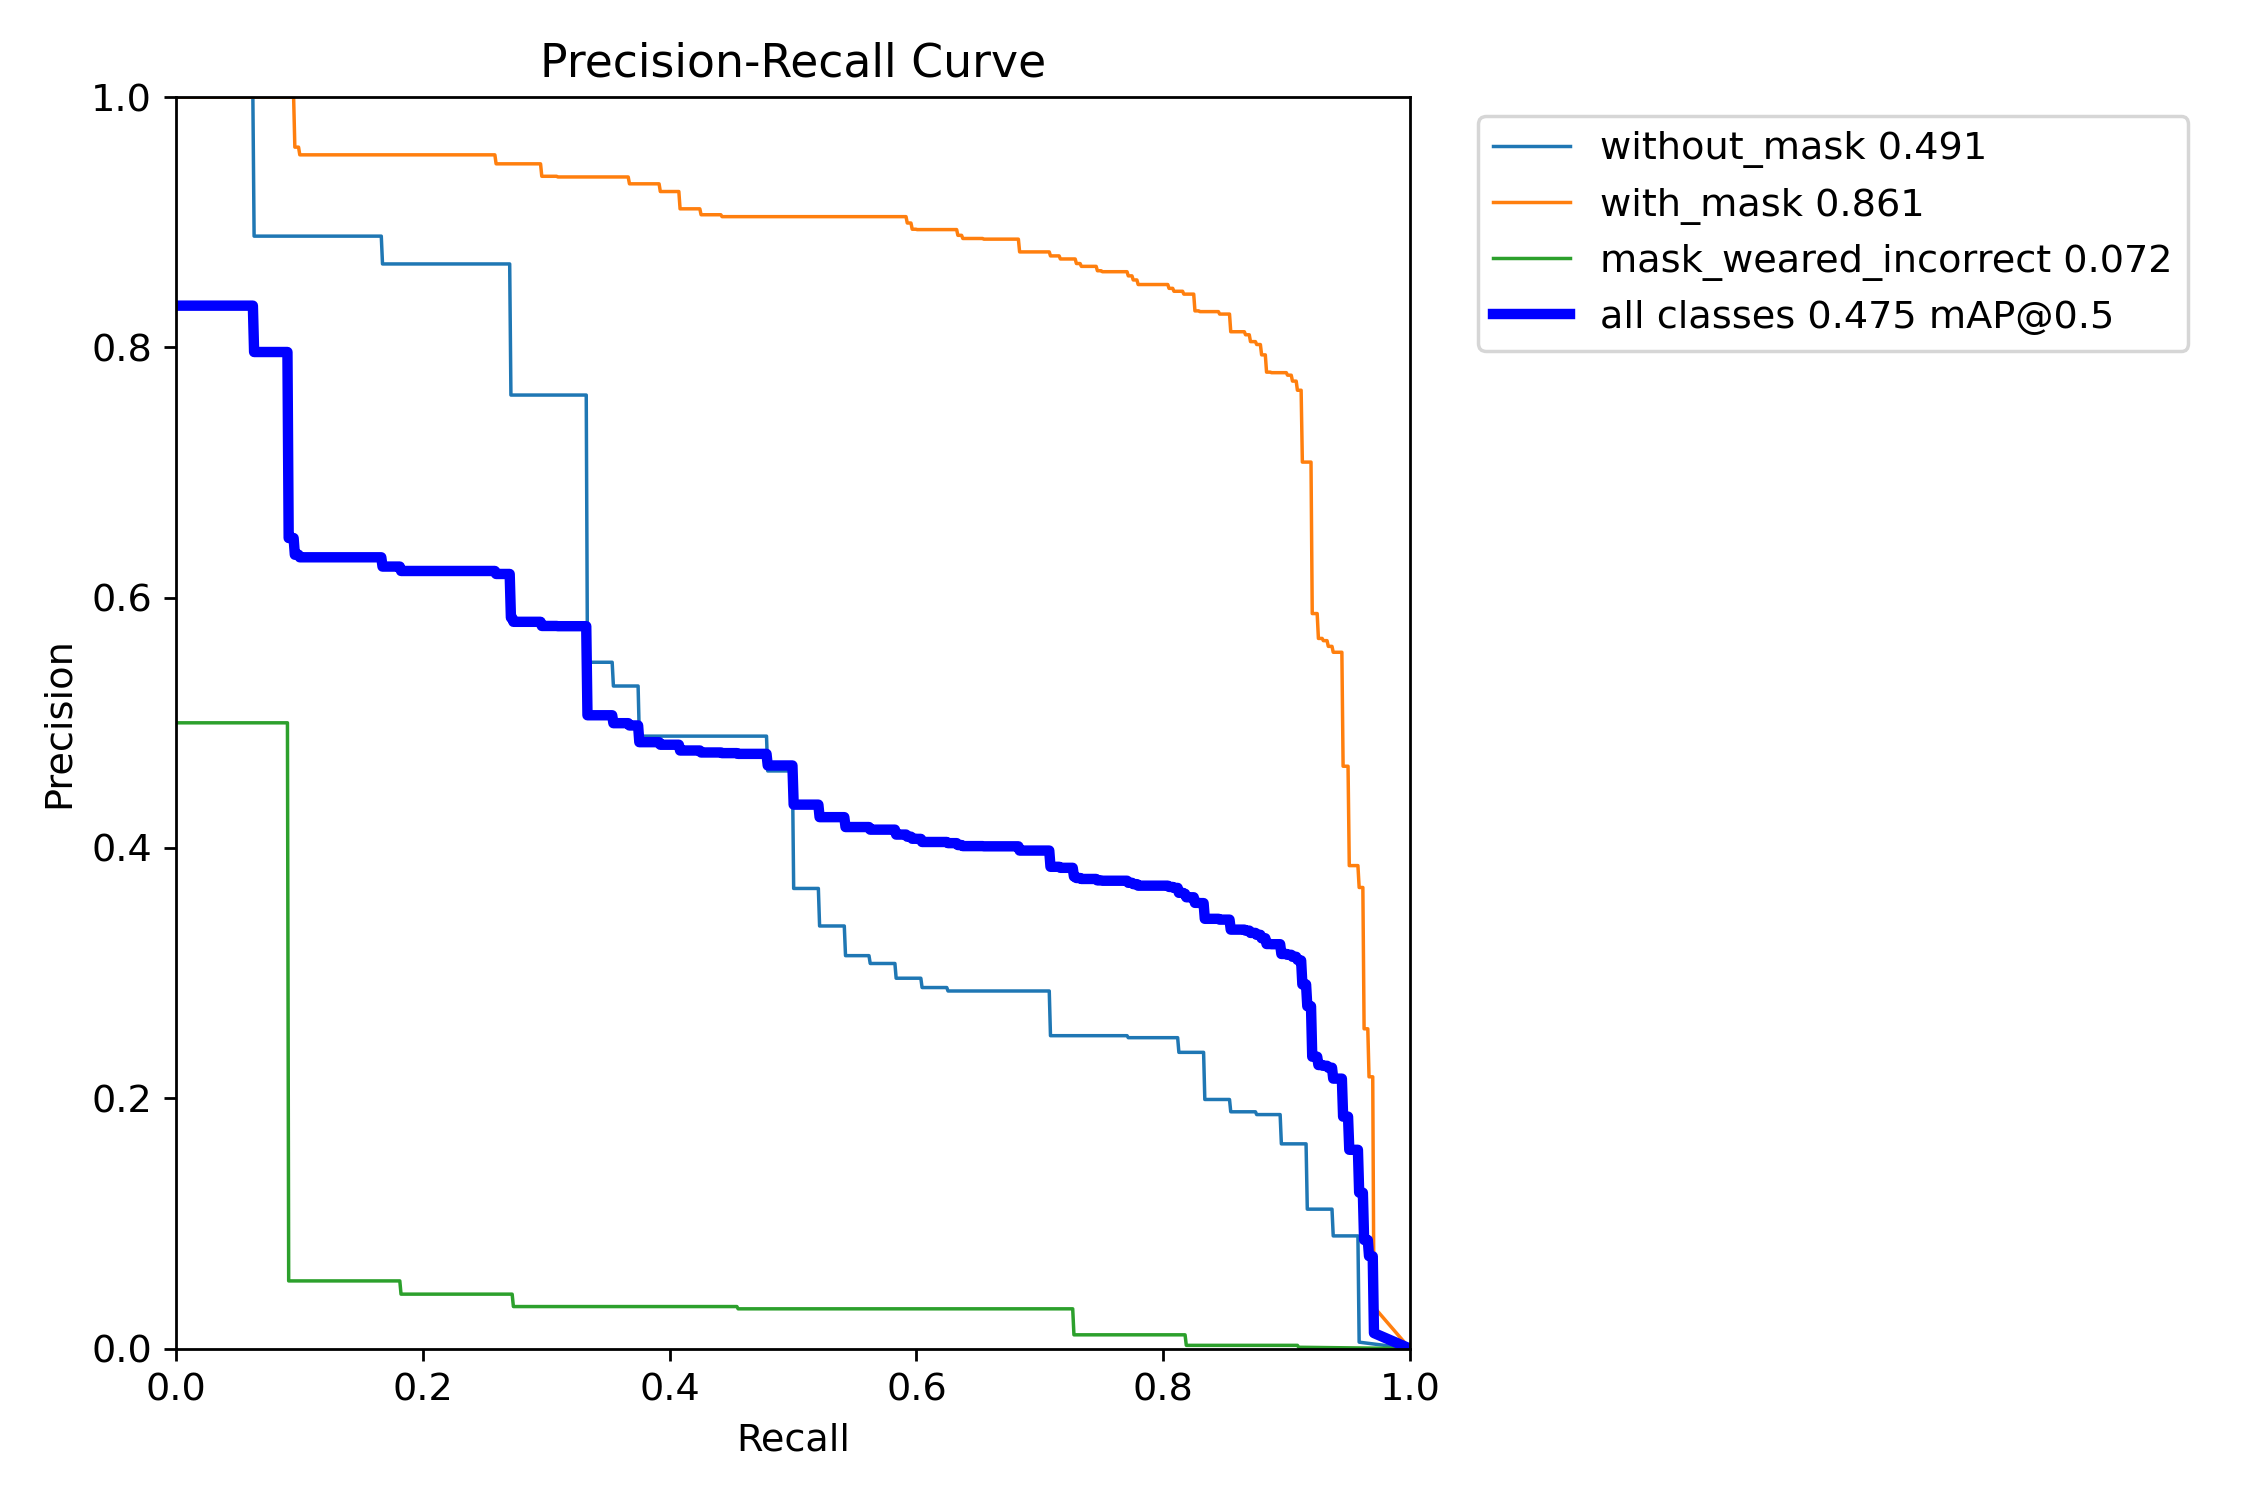 Precision-Recall Curve
1.0
0.8
0.6
0.4
0.2
0.0
Precision
0.0 0.2 0.4 0.6 0.8 1.0
Recall
without_mask 0.491
with_mask 0.861
mask_weared_incorrect 0.072
all classes 0.475 mAP@0.5